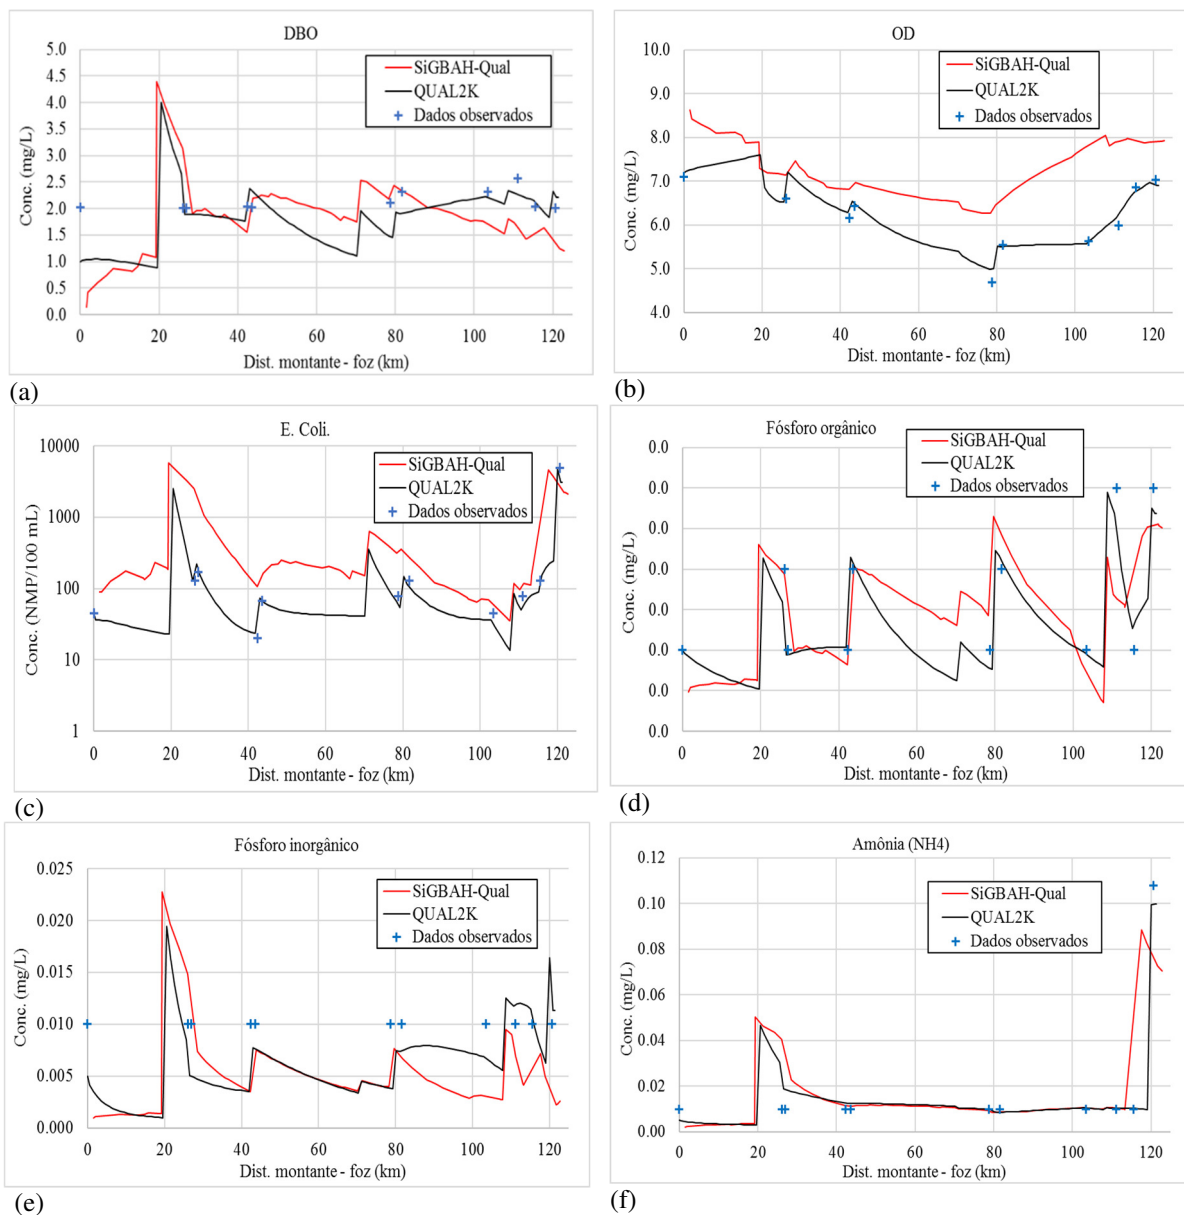 DBO
5.0
4.5
4.0
3.5
3.0
2.5
2.0
1.5
1.0
0.5
0.0
Conc. (mg/L)
SiGBAH-Qual
QUAL2K
Dados observados
0 20 40 60 80 100 120
Dist. montante - foz (km)
(a)
OD
10.0
9.0
8.0
7.0
6.0
5.0
4.0
Conc. (mg/L)
SiGBAH-Qual
QUAL2K
Dados observados
0 20 40 60 80 100 120
Dist. montante - foz (km)
(b)
E. Coli.
10000
1000
100
10
1
Conc. (NMP/100 mL)
SiGBAH-Qual
QUAL2K
Dados observados
0 20 40 60 80 100 120
Dist. montante - foz (km)
(c)
Fósforo orgânico
0.0
0.0
0.0
0.0
0.0
0.0
0.0
0.0
Conc. (mg/L)
SiGBAH-Qual
QUAL2K
Dados observados
0 20 40 60 80 100 120
Dist. montante - foz (km)
(d)
Fósforo inorgânico
0.025
0.020
0.015
0.010
0.005
0.000
Conc. (mg/L)
SiGBAH-Qual
QUAL2K
Dados observados
0 20 40 60 80 100 120
Dist. montante - foz (km)
(e)
Amônia (NH4)
0.12
0.10
0.08
0.06
0.04
0.02
0.00
Conc. (mg/L)
SiGBAH-Qual
QUAL2K
Dados observados
0 20 40 60 80 100 120
Dist. montante - foz (km)
(f)